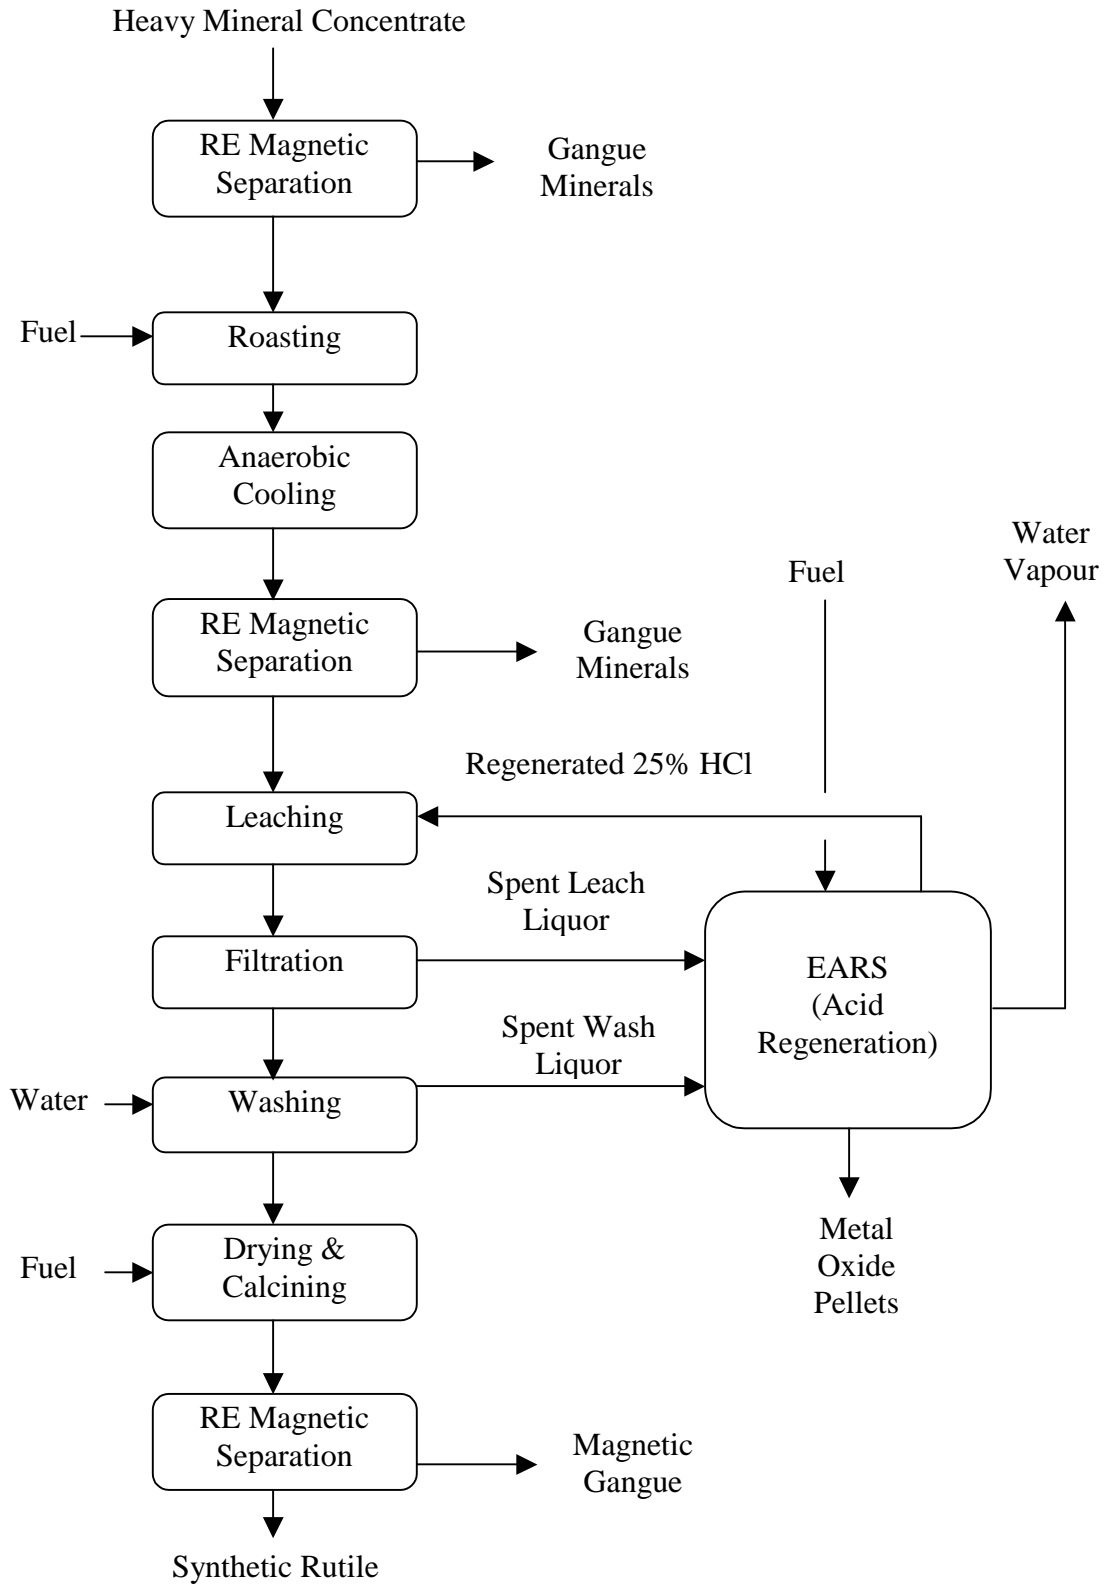 Heavy Mineral Concentrate
RE Magnetic
Separation
Gangue
Minerals
Fuel
Roasting
Anaerobic
Cooling
Water
Vapour
Fuel
RE Magnetic
Separation
Gangue
Minerals
Regenerated 25% HCl
Leaching
Spent Leach
Liquor
Filtration
EARS
(Acid
Regeneration)
Spent Wash
Liquor
Water
Washing
Metal
Oxide
Pellets
Fuel
Drying &
Calcining
RE Magnetic
Separation
Magnetic
Gangue
Synthetic Rutile